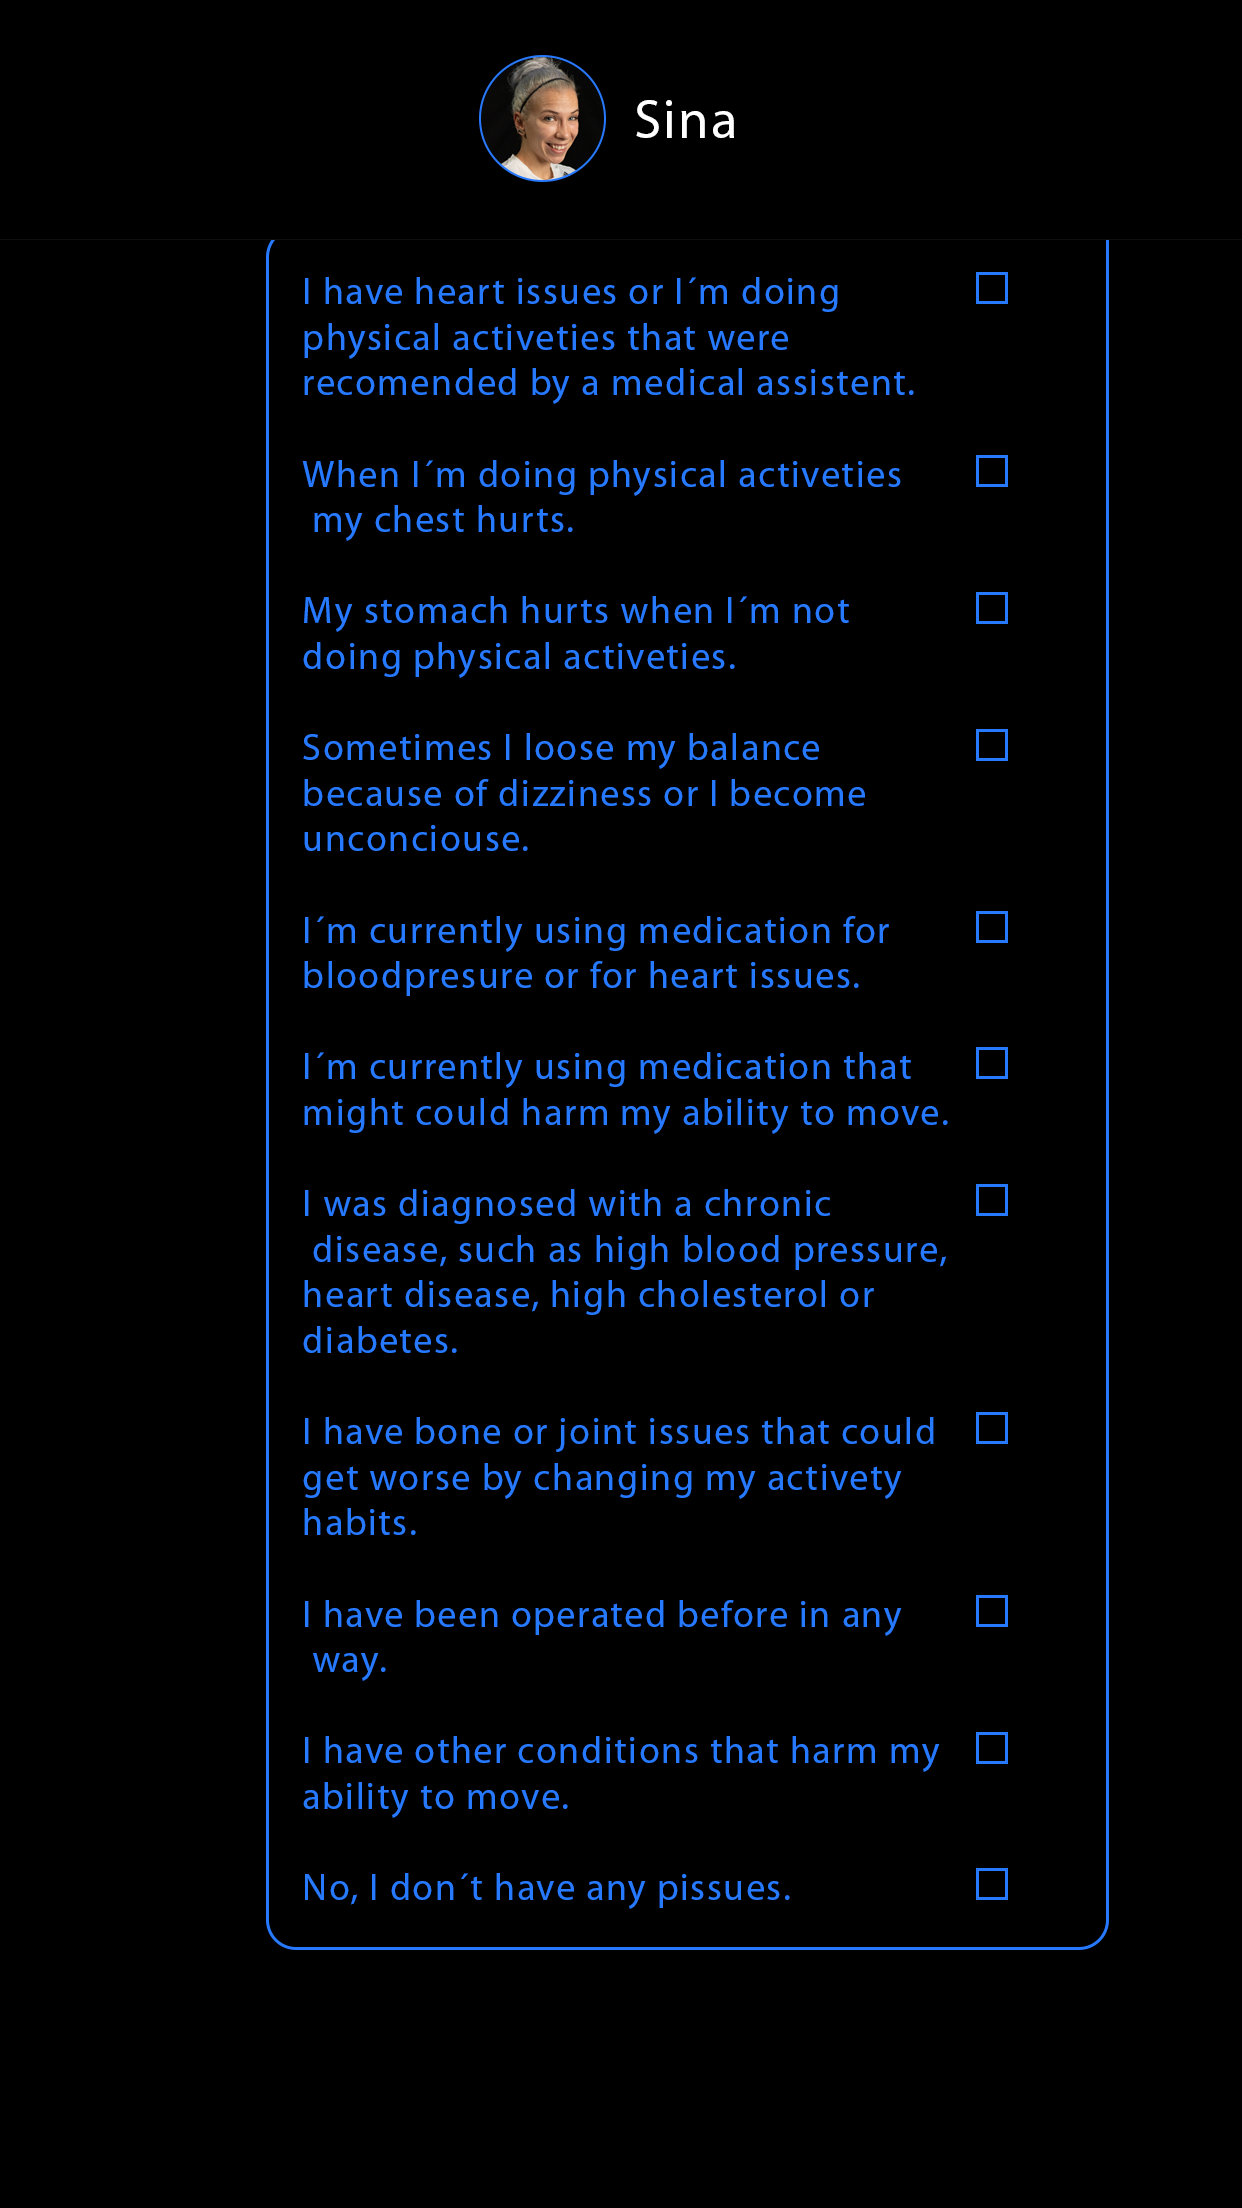 Sina
I have heart issues or I´m doing
physical activeties that were
recomended by a medical assistent.
When I´m doing physical activeties
my chest hurts.
My stomach hurts when I´m not
doing physical activeties.
Sometimes I loose my balance
because of dizziness or I become
unconciouse.
I´m currently using medication for
bloodpresure or for heart issues.
I´m currently using medication that
might could harm my ability to move.
I was diagnosed with a chronic
disease, such as high blood pressure,
heart disease, high cholesterol or
diabetes.
I have bone or joint issues that could
get worse by changing my activety
habits.
I have been operated before in any
way.
I have other conditions that harm my
ability to move.
No, I don´t have any pissues.